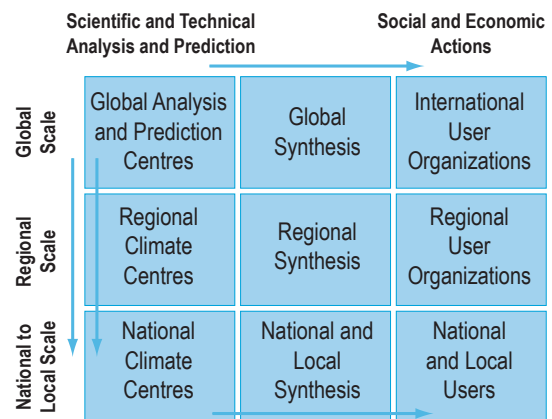 Scientific and Technical
Analysis and Prediction
Social and Economic
Actions
Global
Scale
Global Analysis
and Prediction
Centres
Global
Synthesis
International
User
Organizations
Regional
Scale
Regional
Climate
Centres
Regional
Synthesis
Regional
User
Organizations
National to
Local Scale
National
Climate
Centres
National and
Local
Synthesis
National
and Local
Users